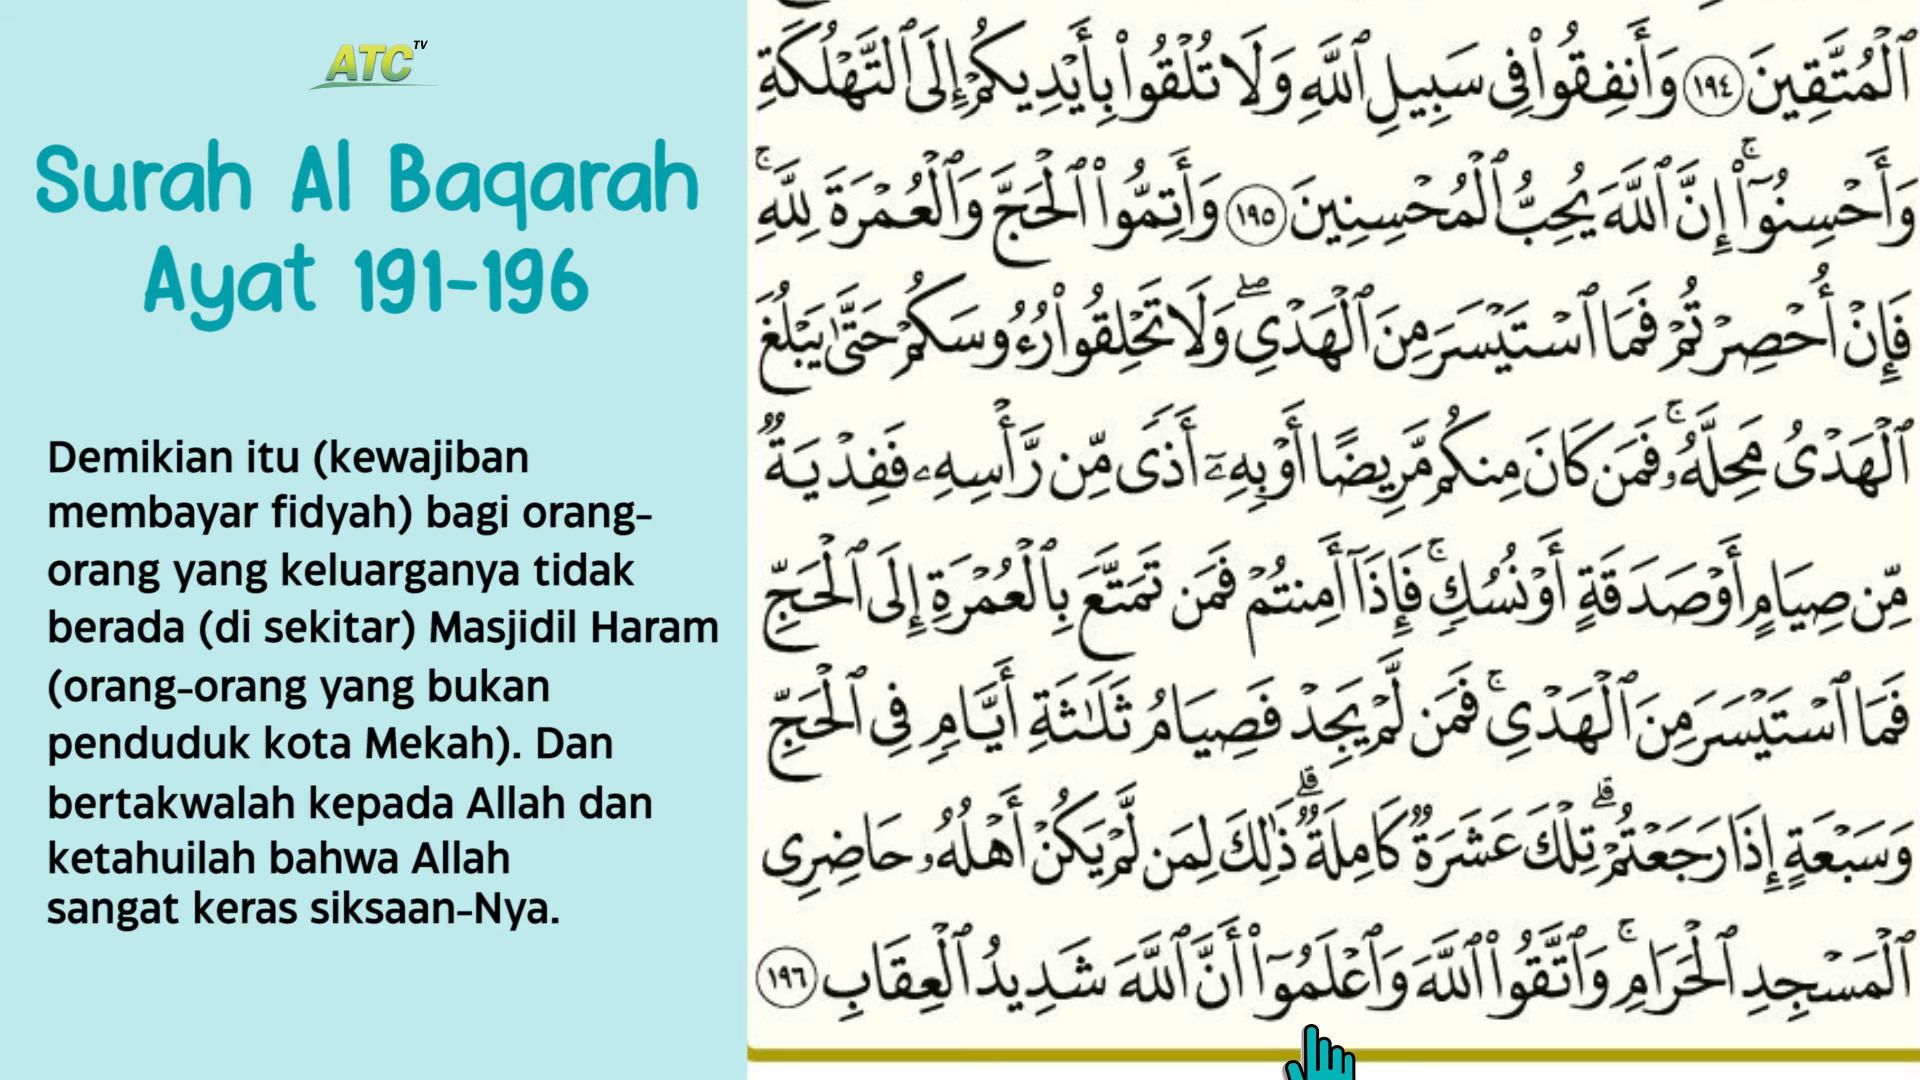 ATC TV
Surah Al Baqarah
Ayat 191-196
Demikian itu (kewajiban
membayar fidyah) bagi orang-
orang yang keluarganya tidak
berada (di sekitar) Masjidil Haram
(orang-orang yang bukan
penduduk kota Mekah). Dan
bertakwalah kepada Allah dan
ketahuilah bahwa Allah
sangat keras siksaan-Nya.
ٱلْمُتَّقِينَ ١٩٤ وَأَنفِقُوا۟ فِى سَبِيلِ ٱللَّهِ وَلَا تُلْقُوا۟ بِأَيْدِيكُمْ إِلَى ٱلتَّهْلُكَةِ
وَأَحْسِنُوٓا۟ ۚ إِنَّ ٱللَّهَ يُحِبُّ ٱلْمُحْسِنِينَ ١٩٥ وَأَتِمُّوا۟ ٱلْحَجَّ وَٱلْعُمْرَةَ لِلَّهِ ۚ
فَإِنْ أُحْصِرْتُمْ فَمَا ٱسْتَيْسَرَ مِنَ ٱلْهَدْىِ ۖ وَلَا تَحْلِقُوا۟ رُءُوسَكُمْ حَتَّىٰ يَبْلُغَ
ٱلْهَدْىُ مَحِلَّهُۥ ۚ فَمَن كَانَ مِنكُم مَّرِيضًا أَوْ بِهِۦٓ أَذًى مِّن رَّأْسِهِۦ فَفِدْيَةٌ
مِّن صِيَامٍ أَوْ صَدَقَةٍ أَوْ نُسُكٍ ۚ فَإِذَآ أَمِنتُمْ فَمَن تَمَتَّعَ بِٱلْعُمْرَةِ إِلَى ٱلْحَجِّ
فَمَا ٱسْتَيْسَرَ مِنَ ٱلْهَدْىِ ۚ فَمَن لَّمْ يَجِدْ فَصِيَامُ ثَلَـٰثَةِ أَيَّامٍ فِى ٱلْحَجِّ
وَسَبْعَةٍ إِذَا رَجَعْتُمْ ۗ تِلْكَ عَشَرَةٌ كَامِلَةٌ ۗ ذَٰلِكَ لِمَن لَّمْ يَكُنْ أَهْلُهُۥ حَاضِرِى
ٱلْمَسْجِدِ ٱلْحَرَامِ ۚ وَٱتَّقُوا۟ ٱللَّهَ وَٱعْلَمُوٓا۟ أَنَّ ٱللَّهَ شَدِيدُ ٱلْعِقَابِ ١٩٦